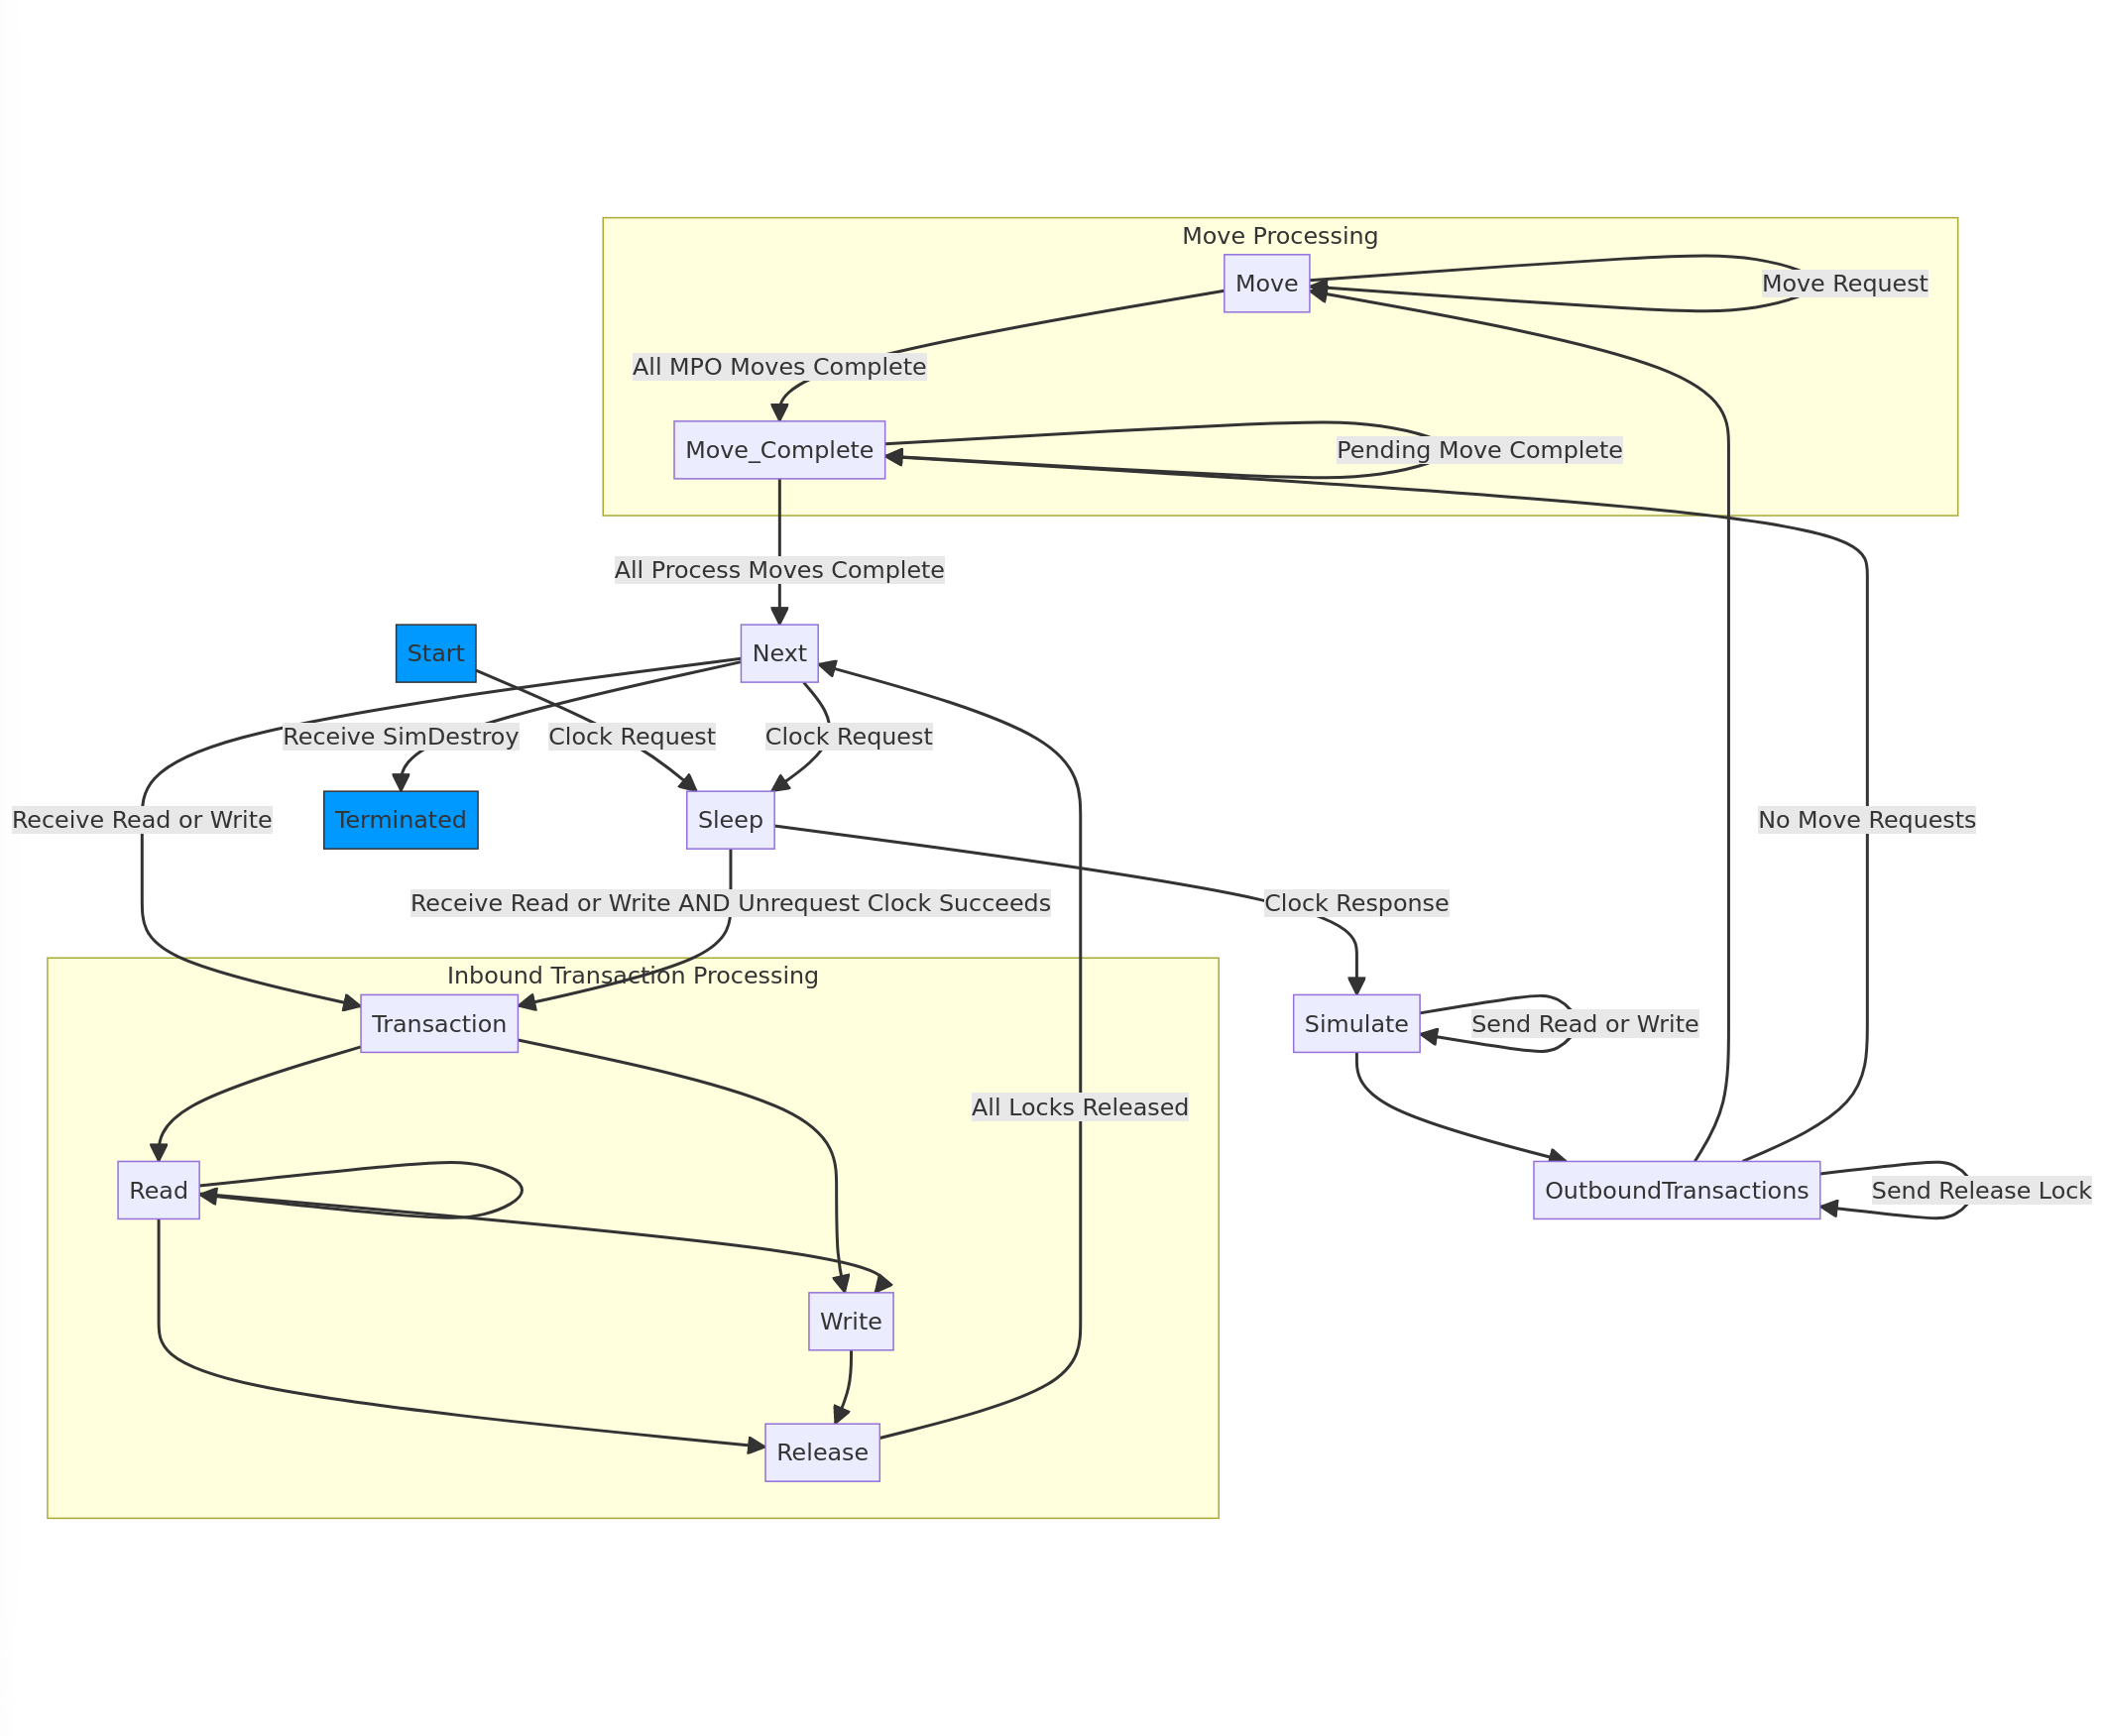 Move Processing
Move
Move Request
All MPO Moves Complete
Move_Complete
Pending Move Complete
All Process Moves Complete
Start
Next
Receive SimDestroy
Clock Request
Clock Request
Receive Read or Write
Terminated
Sleep
No Move Requests
Receive Read or Write AND Unrequest Clock Succeeds
Clock Response
Inbound Transaction Processing
Transaction
Simulate
Send Read or Write
All Locks Released
Read
OutboundTransactions
Send Release Lock
Write
Release